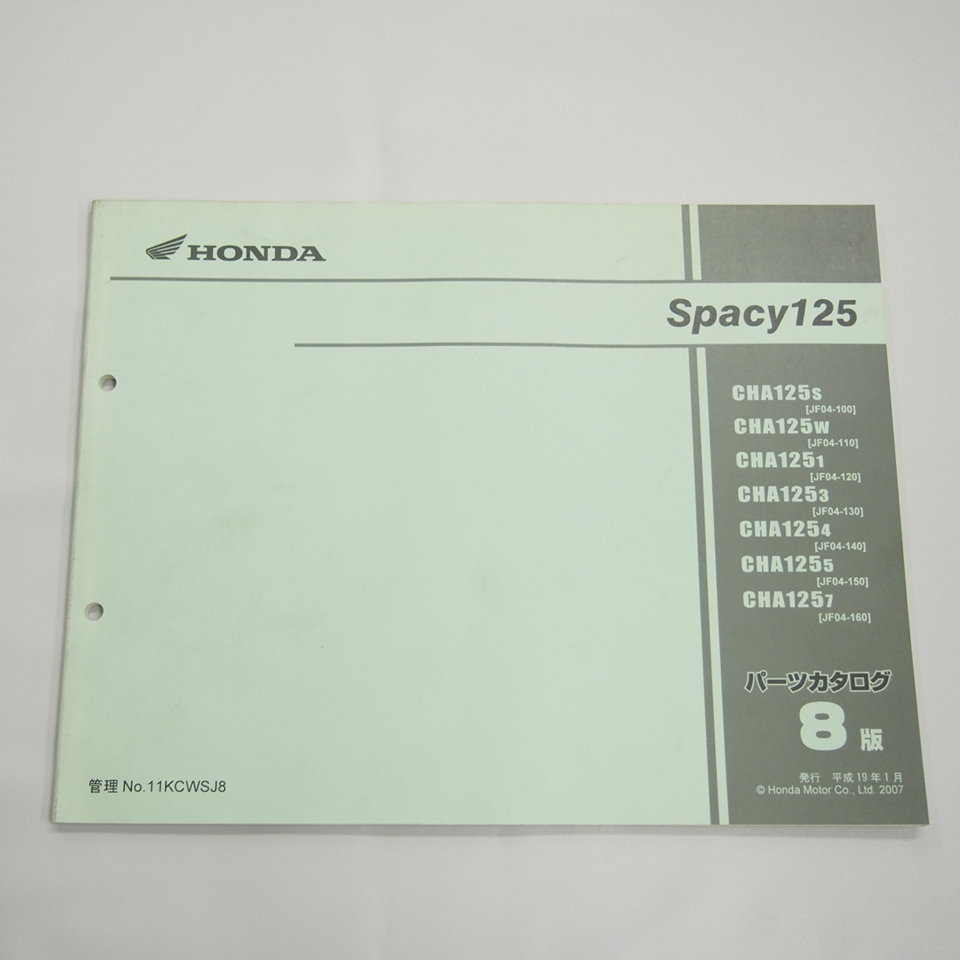 HONDA
Spacy125
CHA125S
[JF04-100]
CHA125W
[JF04-110]
CHA1251
[JF04-120]
CHA1253
[JF04-130]
CHA1254
[JF04-140]
CHA1255
[JF04-150]
CHA1257
[JF04-160]
パーツカタログ
8版
発行 平成19年1月
© Honda Motor Co., Ltd. 2007
管理 No.11KCWSJ8